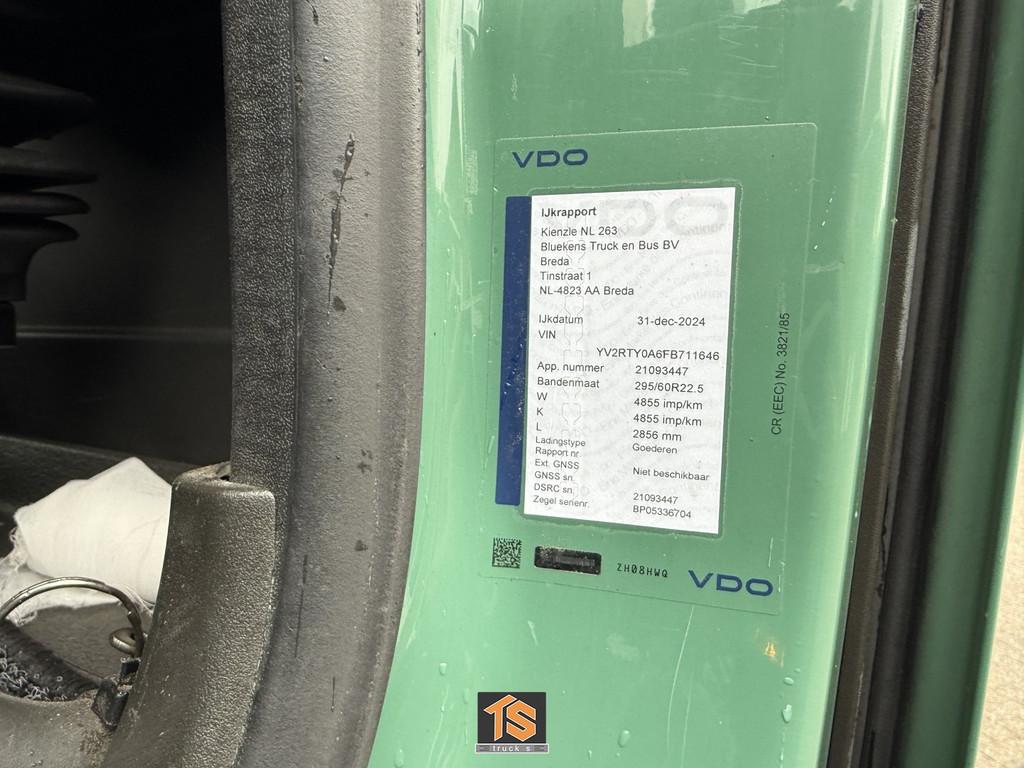 VDO
IJkrapport
Kienzle NL 263
Bluekens Truck en Bus BV
Breda
Tinstraat 1
NL-4823 AA Breda
IJkdatum 31-dec-2024
VIN
YV2RTY0A6FB711646
App. nummer 21093447
Bandenmaat 295/60R22.5
W 4855 imp/km
K 4855 imp/km
L 2856 mm
Ladingstype Goederen
Rapport nr.
Ext. GNSS Niet beschikbaar
GNSS sn.
DSRC sn. 21093447
Zegel serienr. BP05336704
CR (EEC) No. 3821/85
ZH08HWQ
VDO
TS
trucks